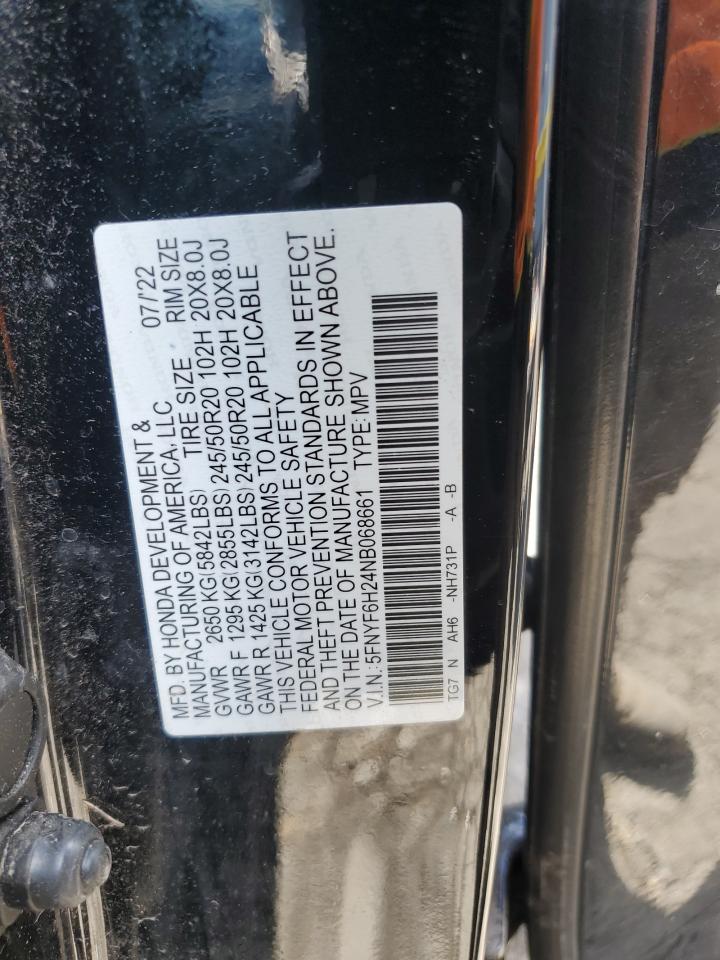 MFD. BY HONDA DEVELOPMENT & 07/'22
MANUFACTURING OF AMERICA, LLC
GVWR 2650 KG(5842LBS) TIRE SIZE RIM SIZE
GAWR F 1295 KG(2855LBS) 245/50R20 102H 20X8.0J
GAWR R 1425 KG(3142LBS) 245/50R20 102H 20X8.0J
THIS VEHICLE CONFORMS TO ALL APPLICABLE
FEDERAL MOTOR VEHICLE SAFETY
AND THEFT PREVENTION STANDARDS IN EFFECT
ON THE DATE OF MANUFACTURE SHOWN ABOVE.
V.I.N.: 5FNYF6H24NB068661 TYPE: MPV
TG7 N AH6 -NH731P -A -B